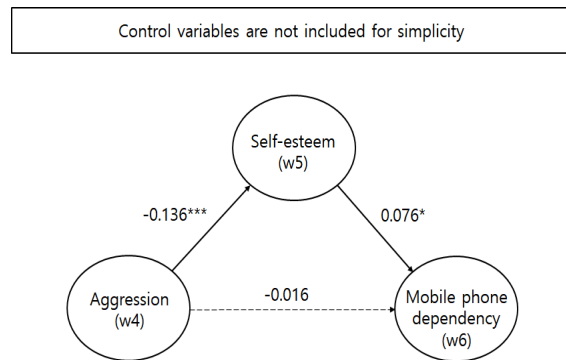 Control variables are not included for simplicity
Self-esteem
(w5)
-0.136***
0.076*
Aggression
(w4)
-0.016
Mobile phone
dependency
(w6)